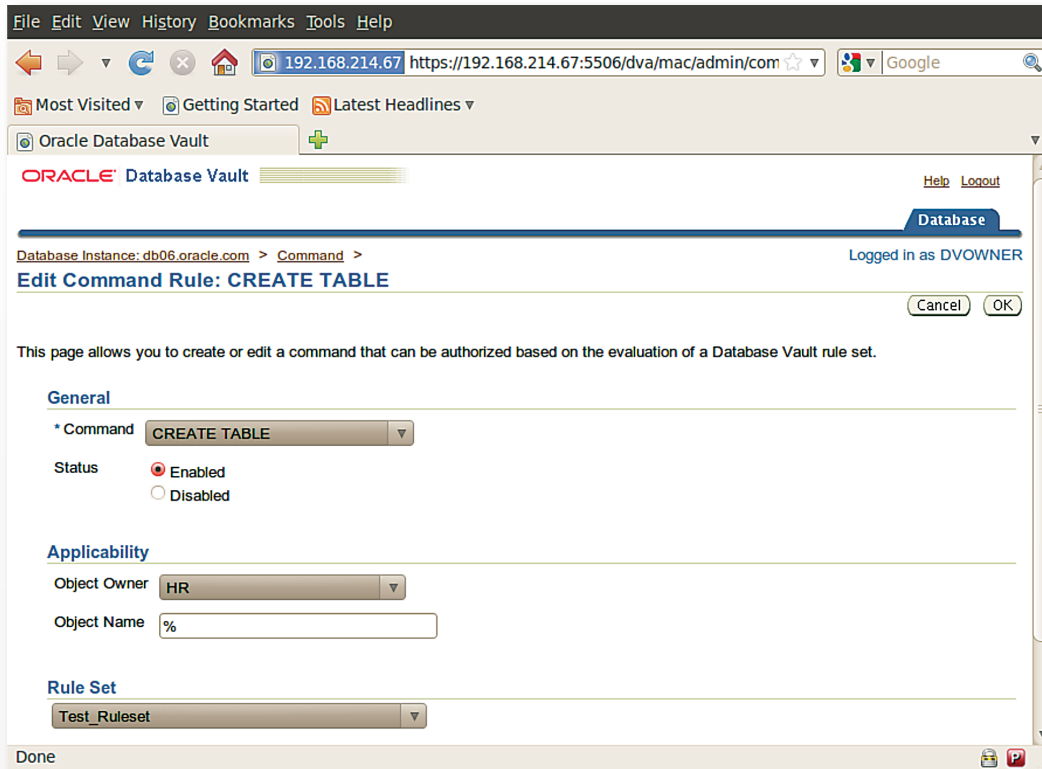 File Edit View History Bookmarks Tools Help
192.168.214.67 https://192.168.214.67:5506/dva/mac/admin/com Google
Most Visited Getting Started Latest Headlines
Oracle Database Vault
ORACLE Database Vault
Help Logout
Database
Database Instance: db06.oracle.com > Command >
Logged in as DVOWNER
Edit Command Rule: CREATE TABLE
Cancel OK
This page allows you to create or edit a command that can be authorized based on the evaluation of a Database Vault rule set.
General
* Command CREATE TABLE
Status Enabled
Disabled
Applicability
Object Owner HR
Object Name %
Rule Set
Test_Ruleset
Done